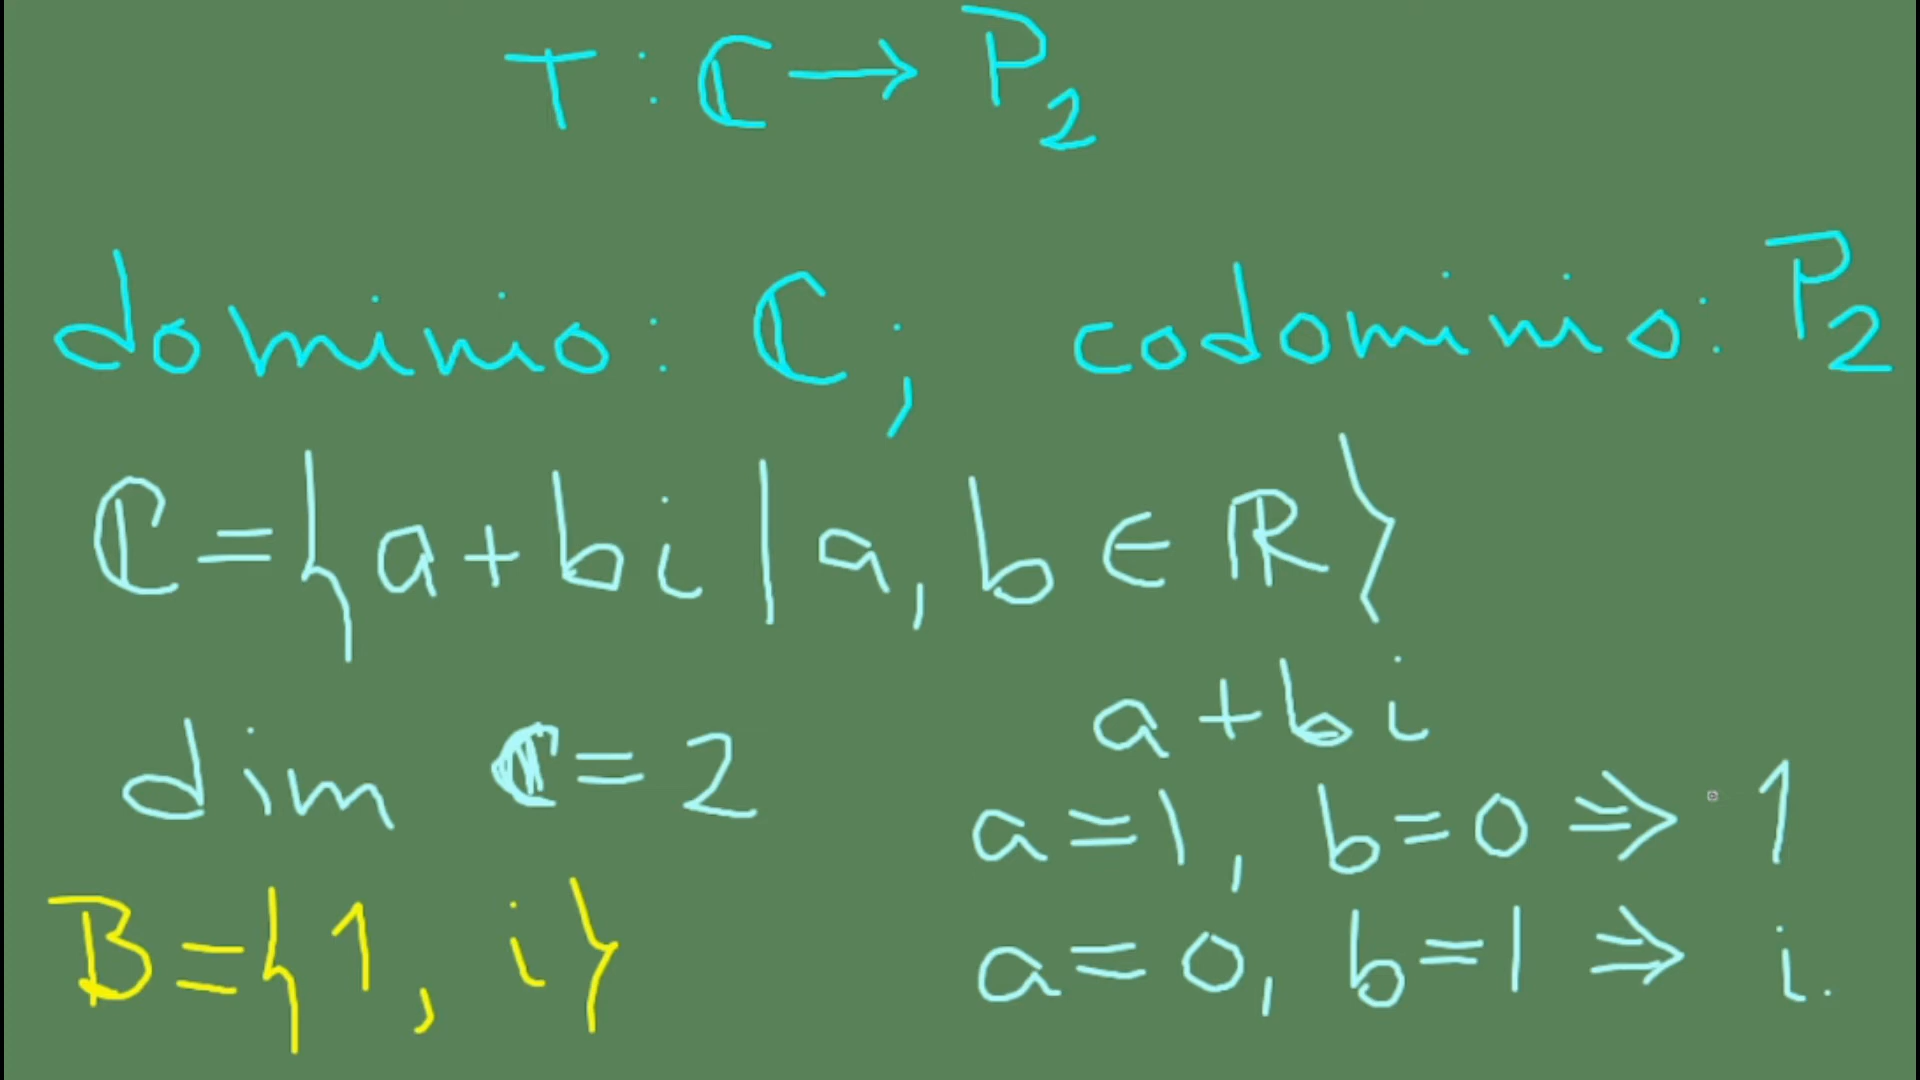 T : ℂ → P₂
dominio : ℂ ; codominio : P₂
ℂ = { a + bi | a, b ∈ ℝ }
a + bi
dim ℂ = 2
a = 1 , b = 0 ⇒ 1
B = { 1 , i }
a = 0 , b = 1 ⇒ i.